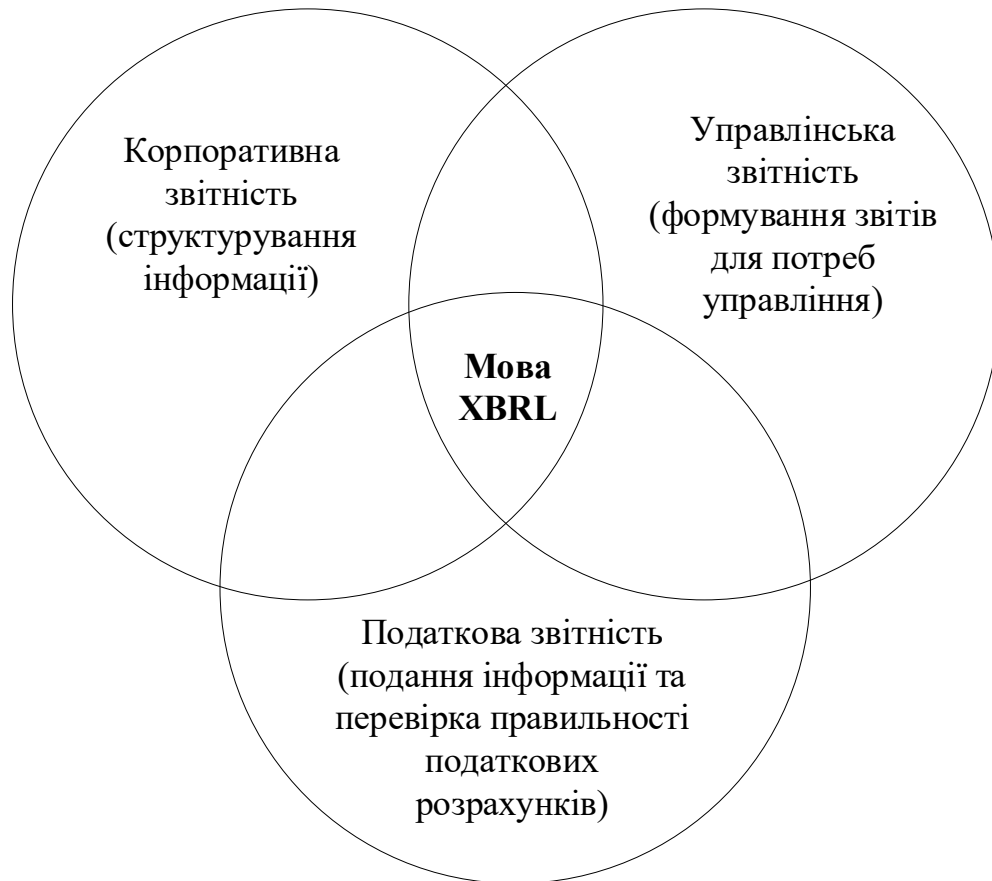 Корпоративна
звітність
(структурування
інформації)
Управлінська
звітність
(формування звітів
для потреб
управління)
Мова
XBRL
Податкова звітність
(подання інформації та
перевірка правильності
податкових
розрахунків)